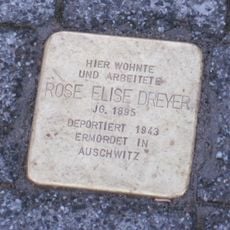 HIER WOHNTE
UND ARBEITETE
ROSE ELISE DREYER
JG. 1895
DEPORTIERT 1943
ERMORDET IN
AUSCHWITZ